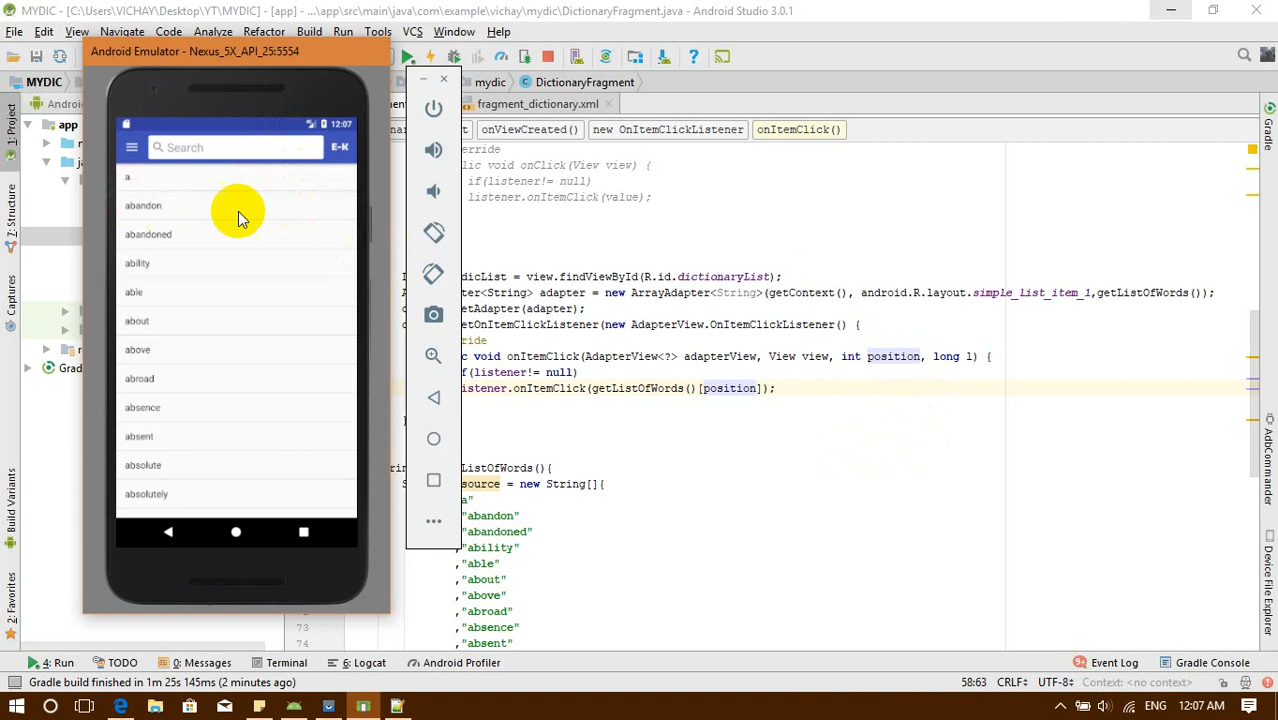 MYDIC - [C:\Users\VICHAY\Desktop\YT\MYDIC] - [app] - ...\app\src\main\java\com\example\vichay\mydic\DictionaryFragment.java - Android Studio 3.0.1
File Edit View Navigate Code Analyze Refactor Build Run Tools VCS Window Help
Android Emulator - Nexus_5X_API_25:5554
MYDIC
mydic
DictionaryFragment
Android
fragment_dictionary.xml
onViewCreated()
new OnItemClickListener
onItemClick()
1: Project
7: Structure
Captures
Build Variants
2: Favorites
Gradle
AdbCommander
Device File Explorer
app
12:07
Search
E-K
a
abandon
abandoned
ability
able
about
above
abroad
absence
absent
absolute
absolutely
erride
lic void onClick(View view) {
if(listener!= null)
listener.onItemClick(value);
dicList = view.findViewById(R.id.dictionaryList);
ter<String> adapter = new ArrayAdapter<String>(getContext(), android.R.layout.simple_list_item_1,getListOfWords());
etAdapter(adapter);
etOnItemClickListener(new AdapterView.OnItemClickListener() {
ride
c void onItemClick(AdapterView<?> adapterView, View view, int position, long l) {
f(listener!= null)
istener.onItemClick(getListOfWords()[position]);
}
ListOfWords(){
source = new String[]{
a"
,"abandon"
,"abandoned"
,"ability"
,"able"
,"about"
,"above"
,"abroad"
73 ,"absence"
74 ,"absent"
4: Run TODO 0: Messages Terminal 6: Logcat Android Profiler Event Log Gradle Console
Gradle build finished in 1m 25s 145ms (2 minutes ago)
58:63 CRLF÷ UTF-8÷ Context: <no context>
ENG 12:07 AM